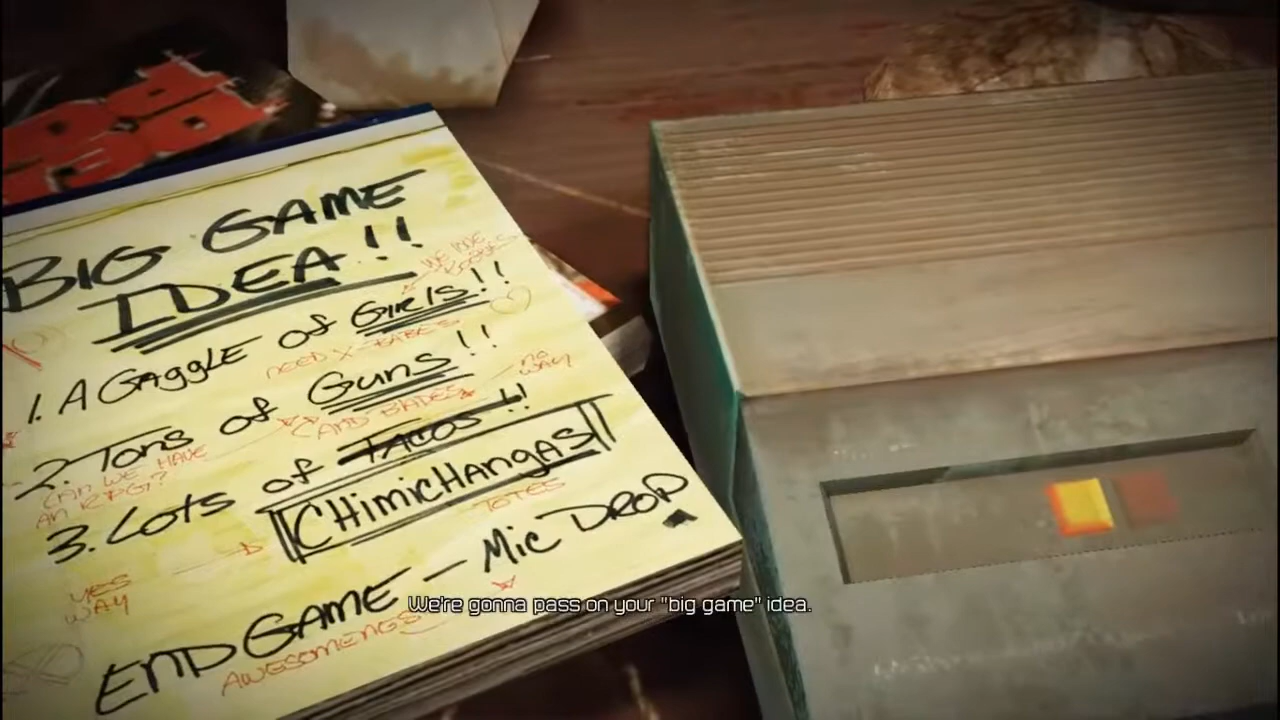 BIG GAME
IDEA!!
WE LIKE
BOOBIES
1. A GAGGLE of GIRLS!!
NEED X-BABES
2. TONS of GUNS!!
NO
WAY
CAN WE HAVE
AN RPG?
AND BLADES
3. LOTS of TACOS!!
CHIMICHANGAS
TOTES
YES
WAY
END GAME - MIC DROP
AWESOMENESS
We're gonna pass on your "big game" idea.